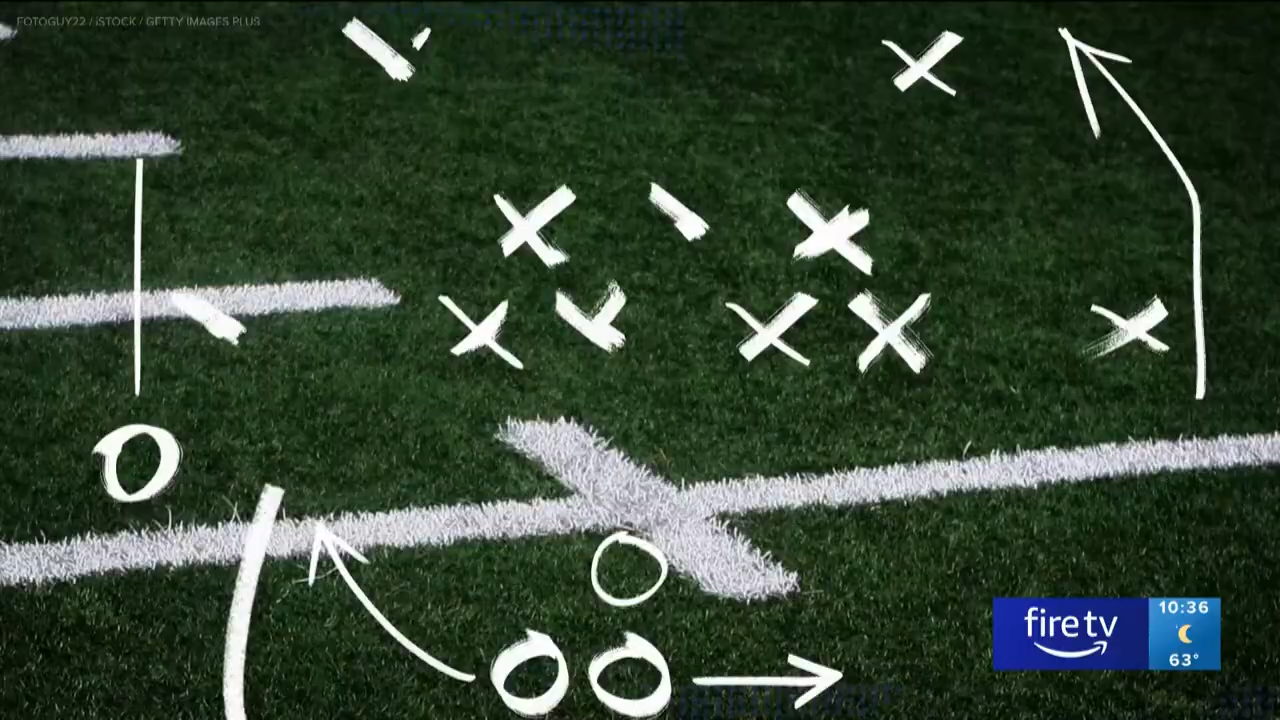 FOTOGUY22 / iSTOCK / GETTY IMAGES PLUS
X
X X
X X X X
O
O
O O
fire tv
10:36
63°